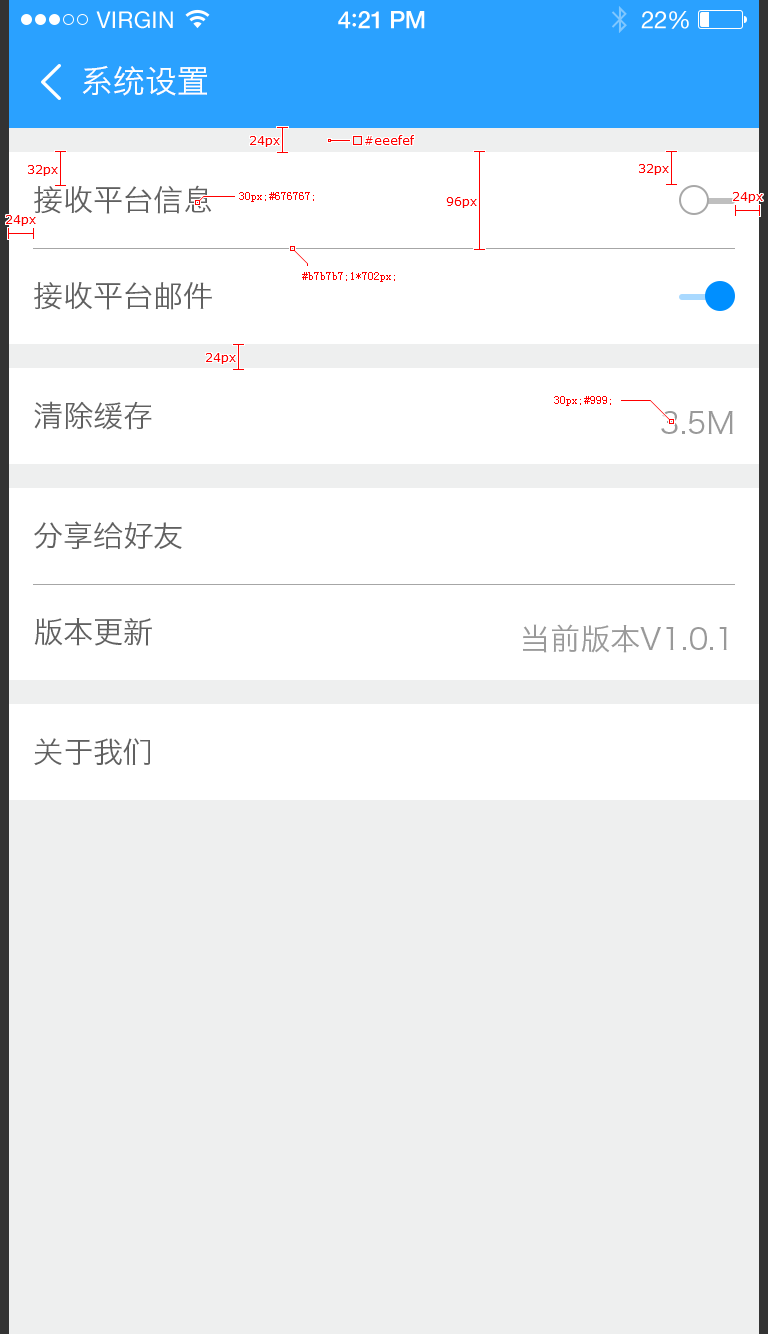 VIRGIN 4:21 PM 22%
系统设置
24px #eeefef
32px 32px
接收平台信息 30px;#676767; 96px 24px
24px
#b7b7b7;1*702px;
接收平台邮件
24px
30px;#999;
清除缓存 3.5M
分享给好友
版本更新 当前版本V1.0.1
关于我们